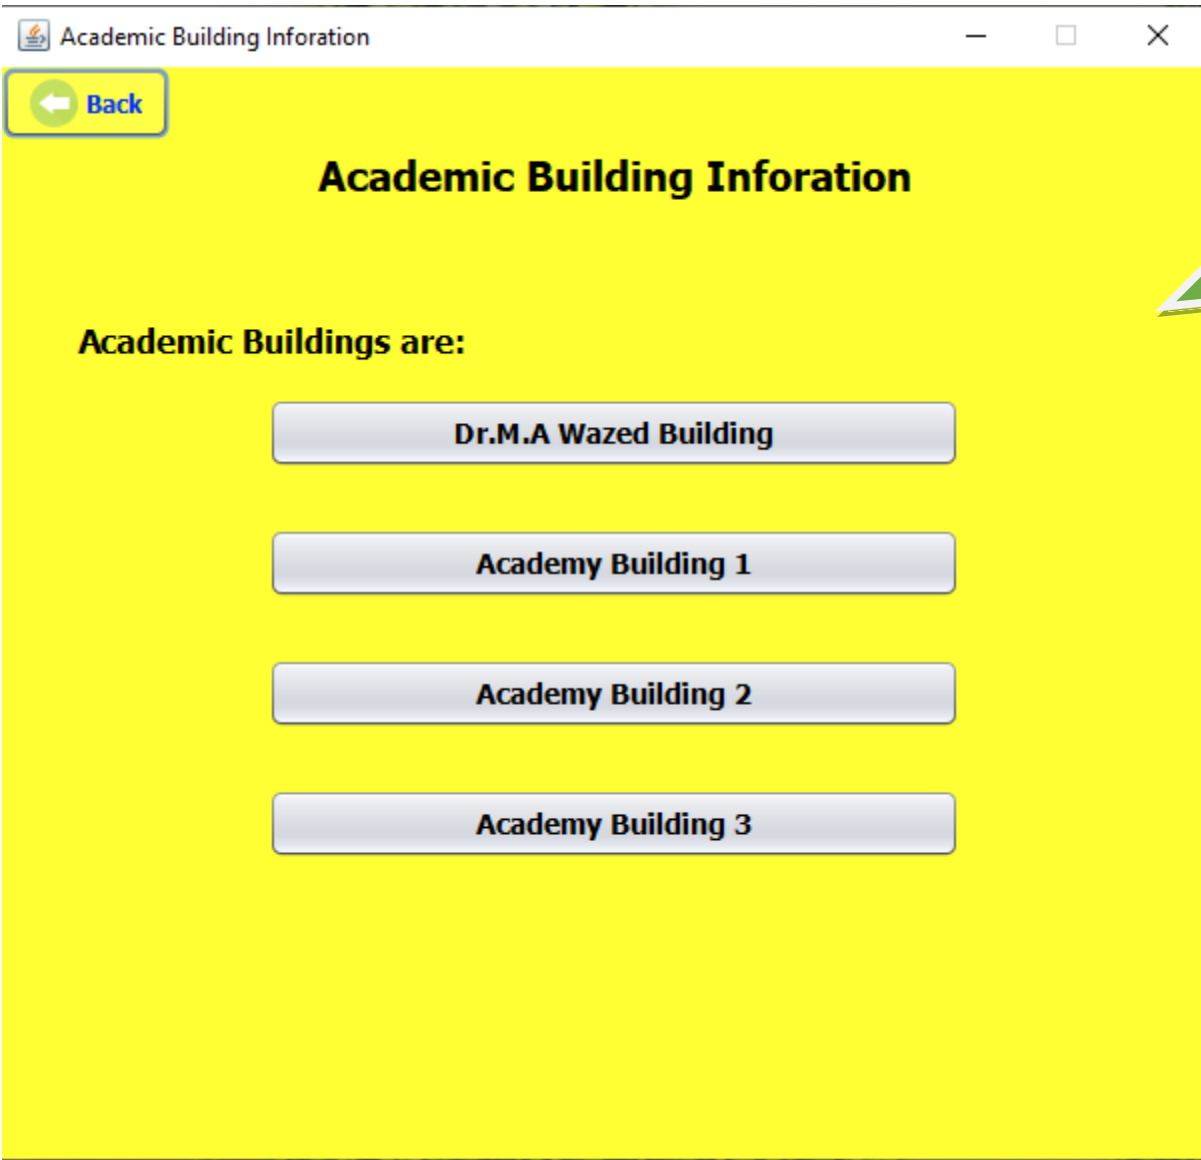 Academic Building Inforation
Back
Academic Building Inforation
Academic Buildings are:
Dr.M.A Wazed Building
Academy Building 1
Academy Building 2
Academy Building 3